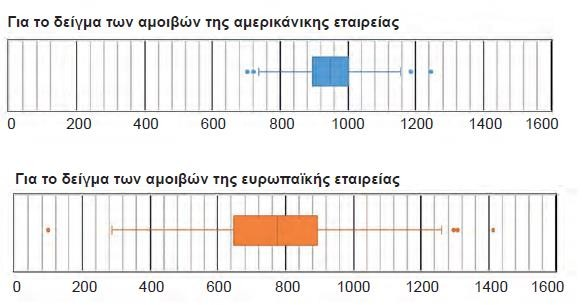 Για το δείγμα των αμοιβών της αμερικάνικης εταιρείας
0 200 400 600 800 1000 1200 1400 1600
Για το δείγμα των αμοιβών της ευρωπαϊκής εταιρείας
0 200 400 600 800 1000 1200 1400 1600